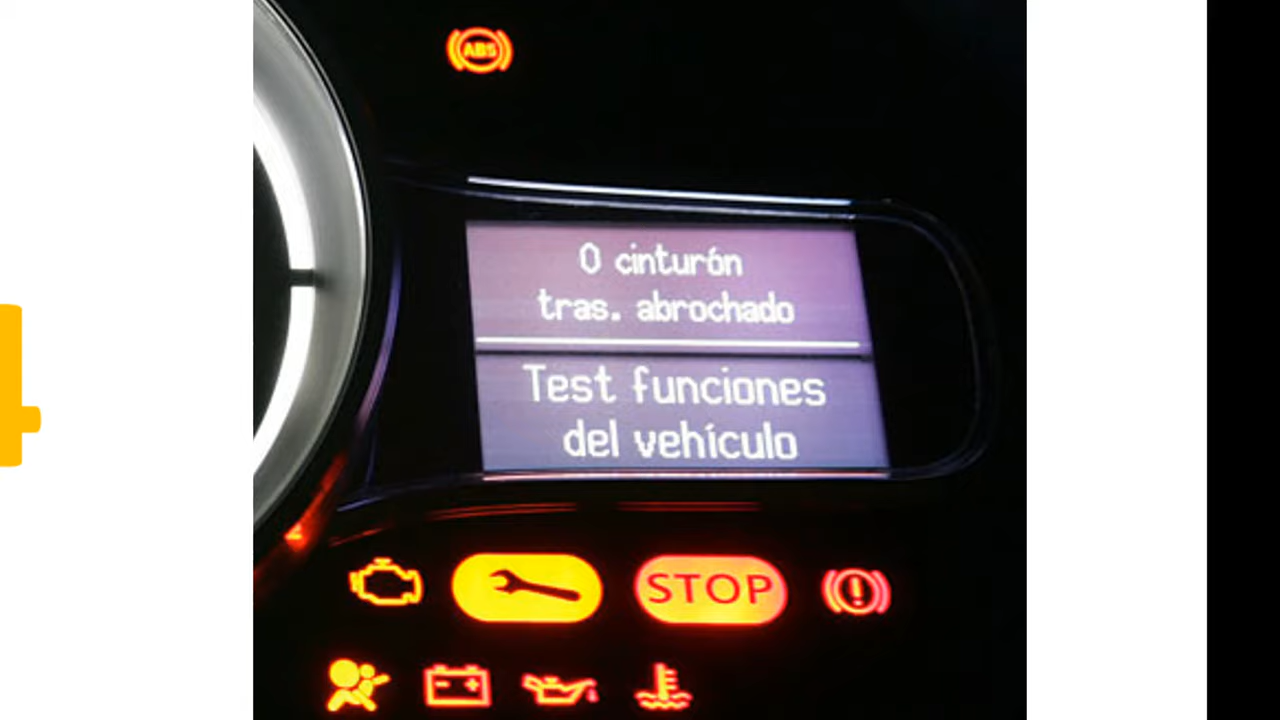 ABS
0 cinturón
tras. abrochado
Test funciones
del vehículo
STOP